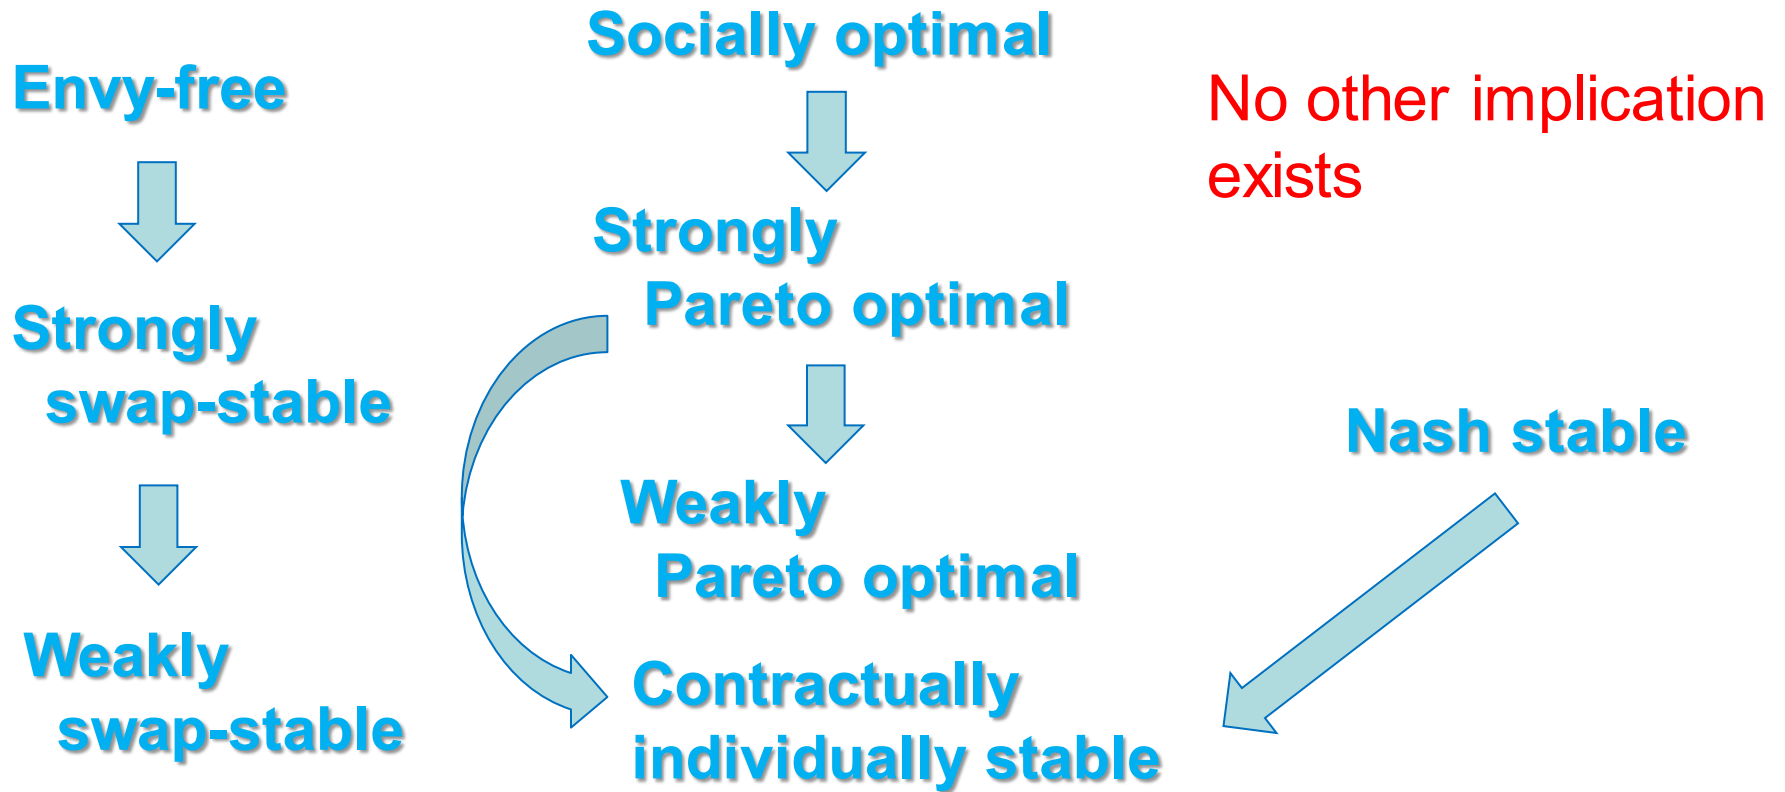 Envy-free
Strongly
swap-stable
Weakly
swap-stable
Socially optimal
Strongly
Pareto optimal
Weakly
Pareto optimal
Contractually
individually stable
No other implication
exists
Nash stable